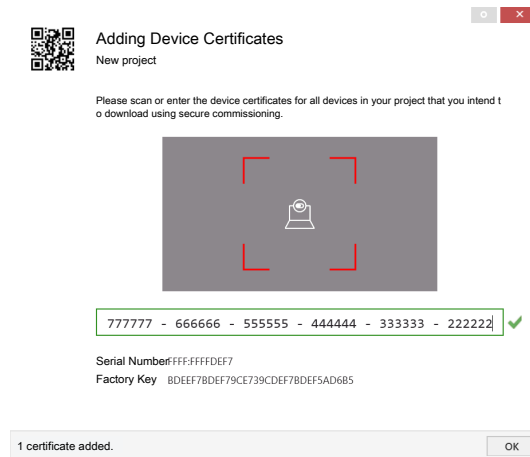 Adding Device Certificates
New project
Please scan or enter the device certificates for all devices in your project that you intend t
o download using secure commissioning.
777777 - 666666 - 555555 - 444444 - 333333 - 222222
Serial Number FFFF:FFFFDEF7
Factory Key BDEEF7BDEF79CE739CDEF7BDEF5AD6B5
1 certificate added.
OK